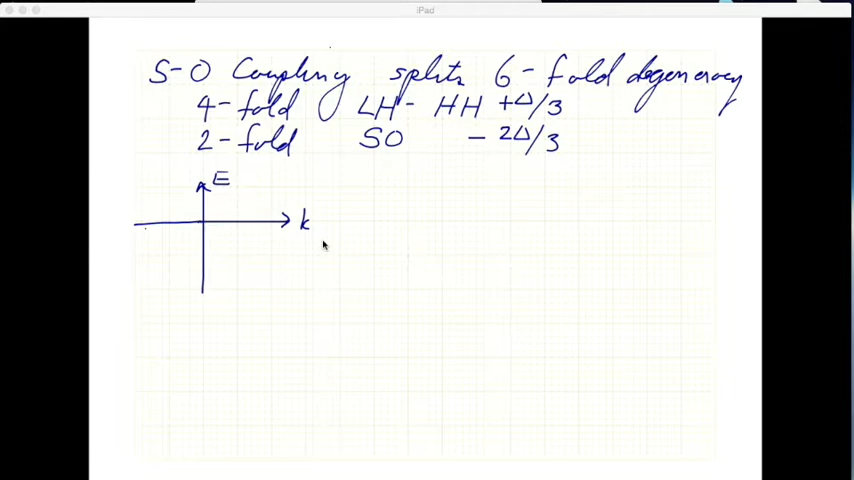 iPad
S-O Coupling splits 6-fold degeneracy
4-fold LH- HH +Δ/3
2-fold SO - 2Δ/3
E
k